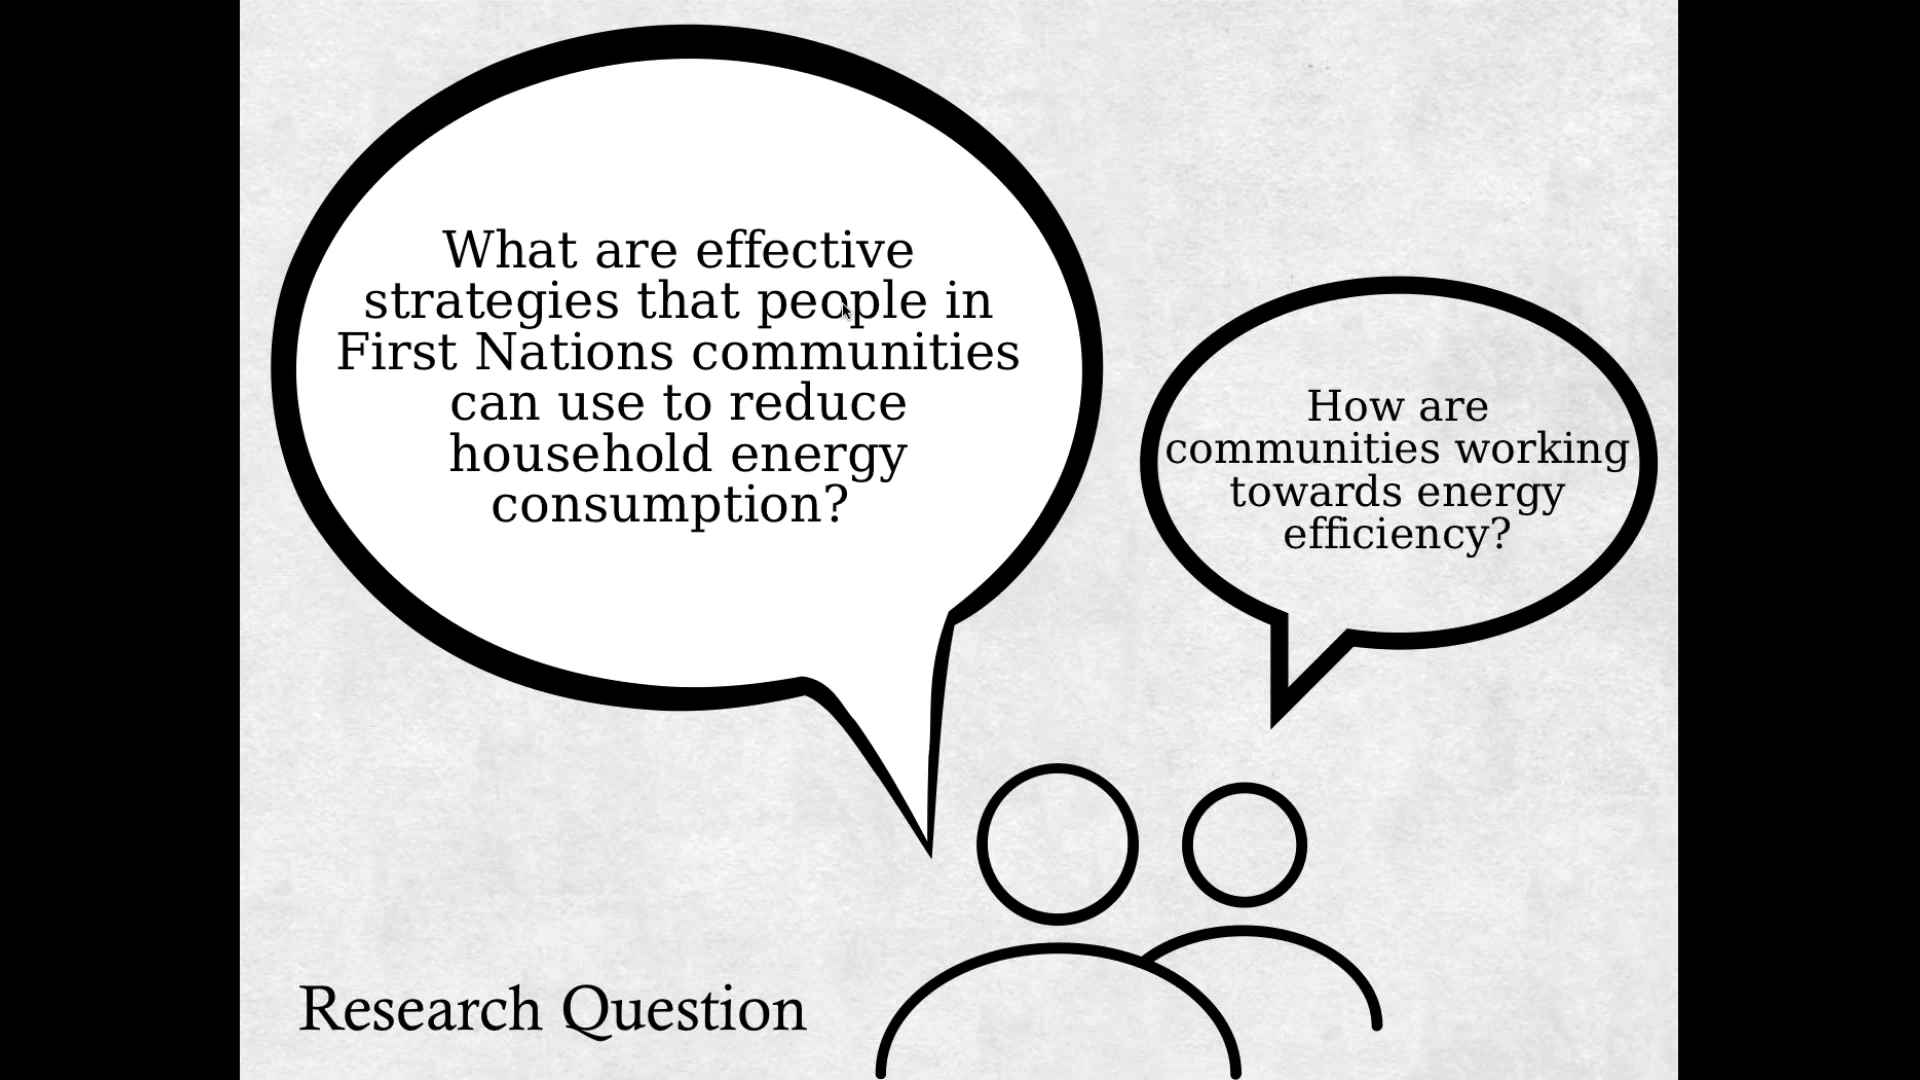 What are effective
strategies that people in
First Nations communities
can use to reduce
household energy
consumption?
How are
communities working
towards energy
efficiency?
Research Question